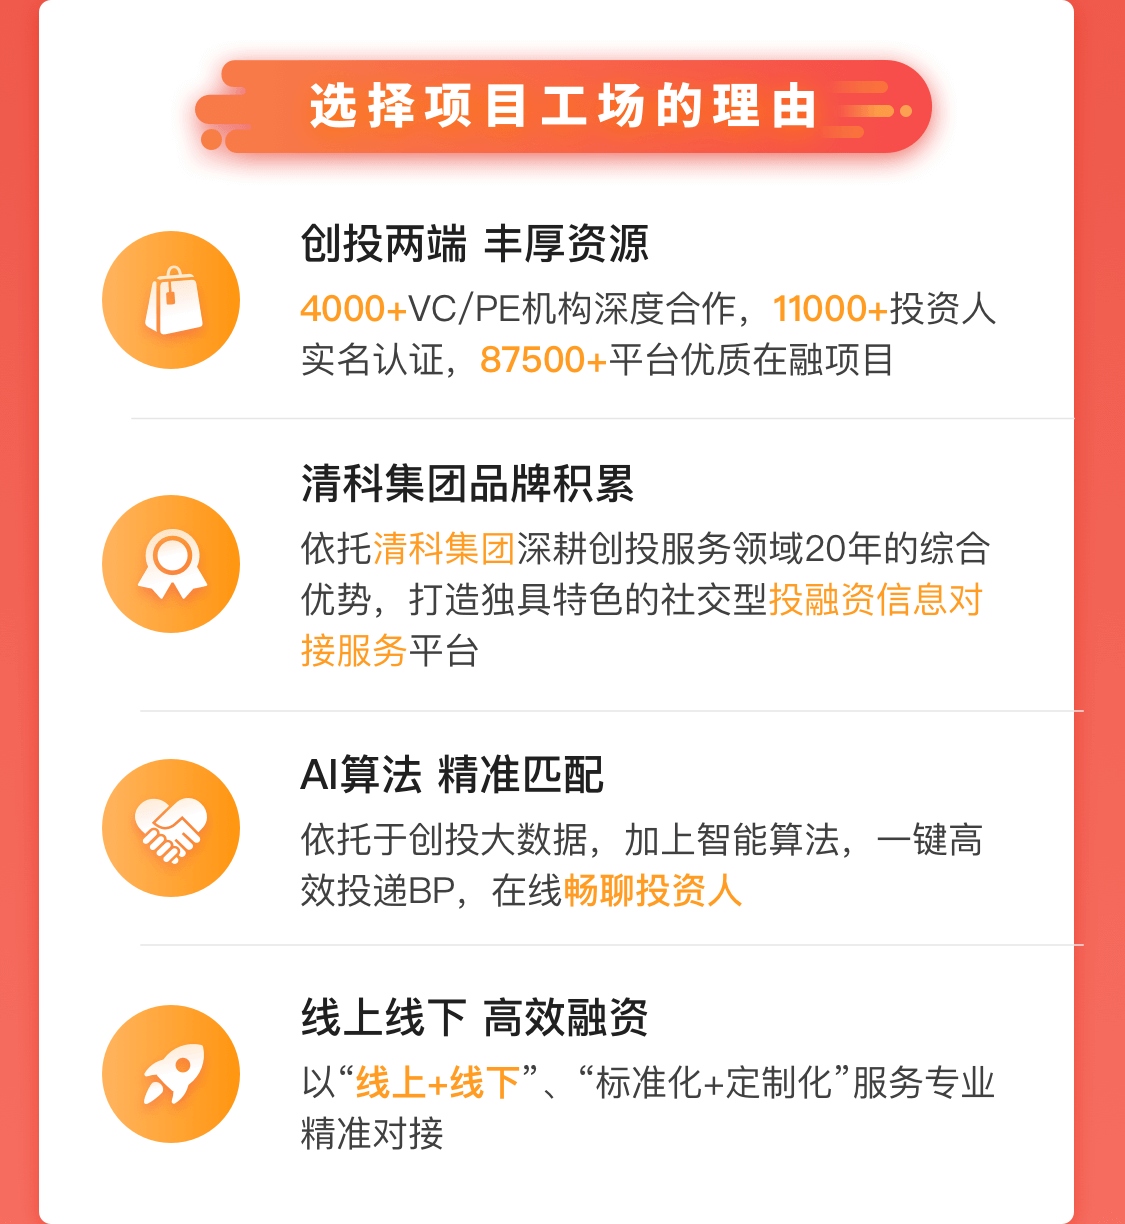 选择项目工场的理由
创投两端 丰厚资源
4000+VC/PE机构深度合作，11000+投资人
实名认证，87500+平台优质在融项目
清科集团品牌积累
依托清科集团深耕创投服务领域20年的综合
优势，打造独具特色的社交型投融资信息对
接服务平台
AI算法 精准匹配
依托于创投大数据，加上智能算法，一键高
效投递BP，在线畅聊投资人
线上线下 高效融资
以“线上+线下”、“标准化+定制化”服务专业
精准对接